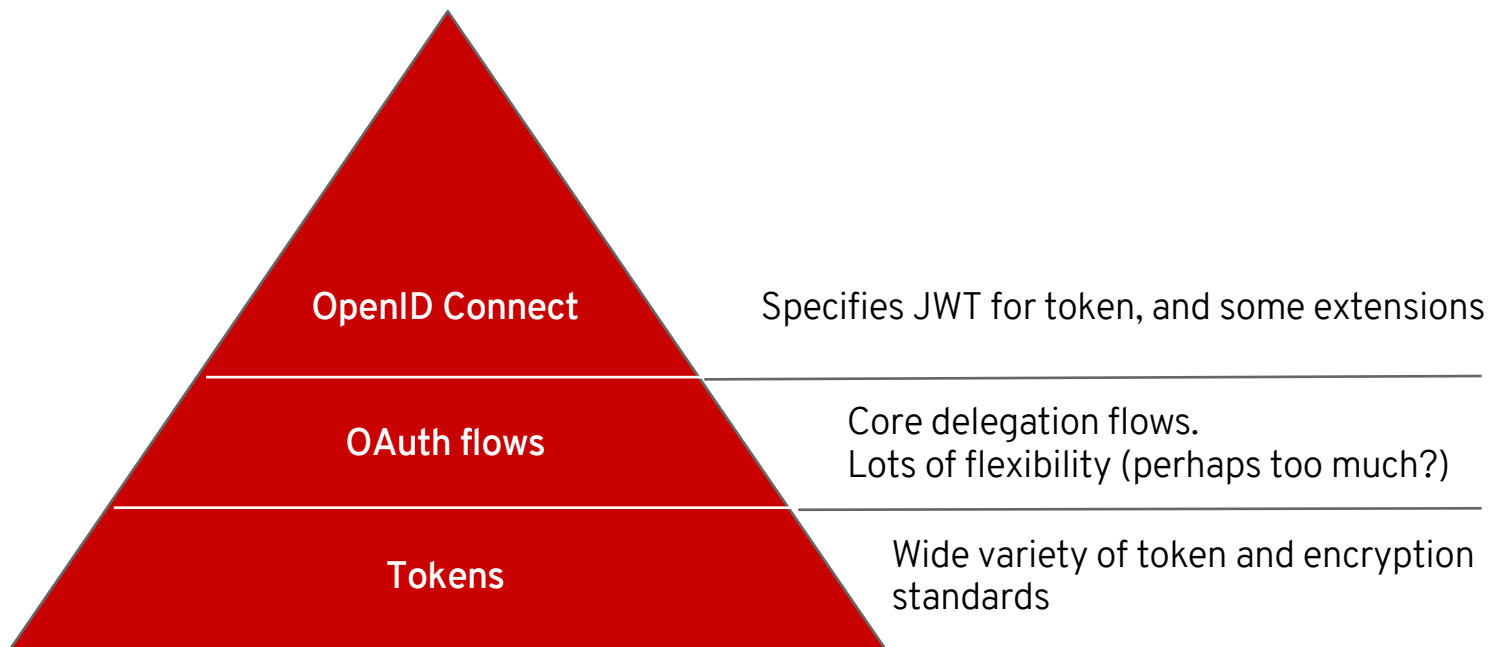 OpenID Connect
Specifies JWT for token, and some extensions
OAuth flows
Core delegation flows.
Lots of flexibility (perhaps too much?)
Tokens
Wide variety of token and encryption
standards